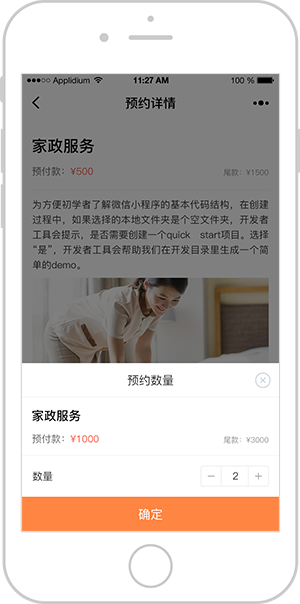 ●●●○○ Applidium 11:27 AM 100 %
预约详情
家政服务
预付款：¥500 尾款：¥1500
为方便初学者了解微信小程序的基本代码结构，在创建
过程中，如果选择的本地文件夹是个空文件夹，开发者
工具会提示，是否需要创建一个quick start项目。选择
“是”，开发者工具会帮助我们在开发目录里生成一个简
单的demo。
预约数量
家政服务
预付款：¥1000 尾款：¥3000
数量 － 2 ＋
确定